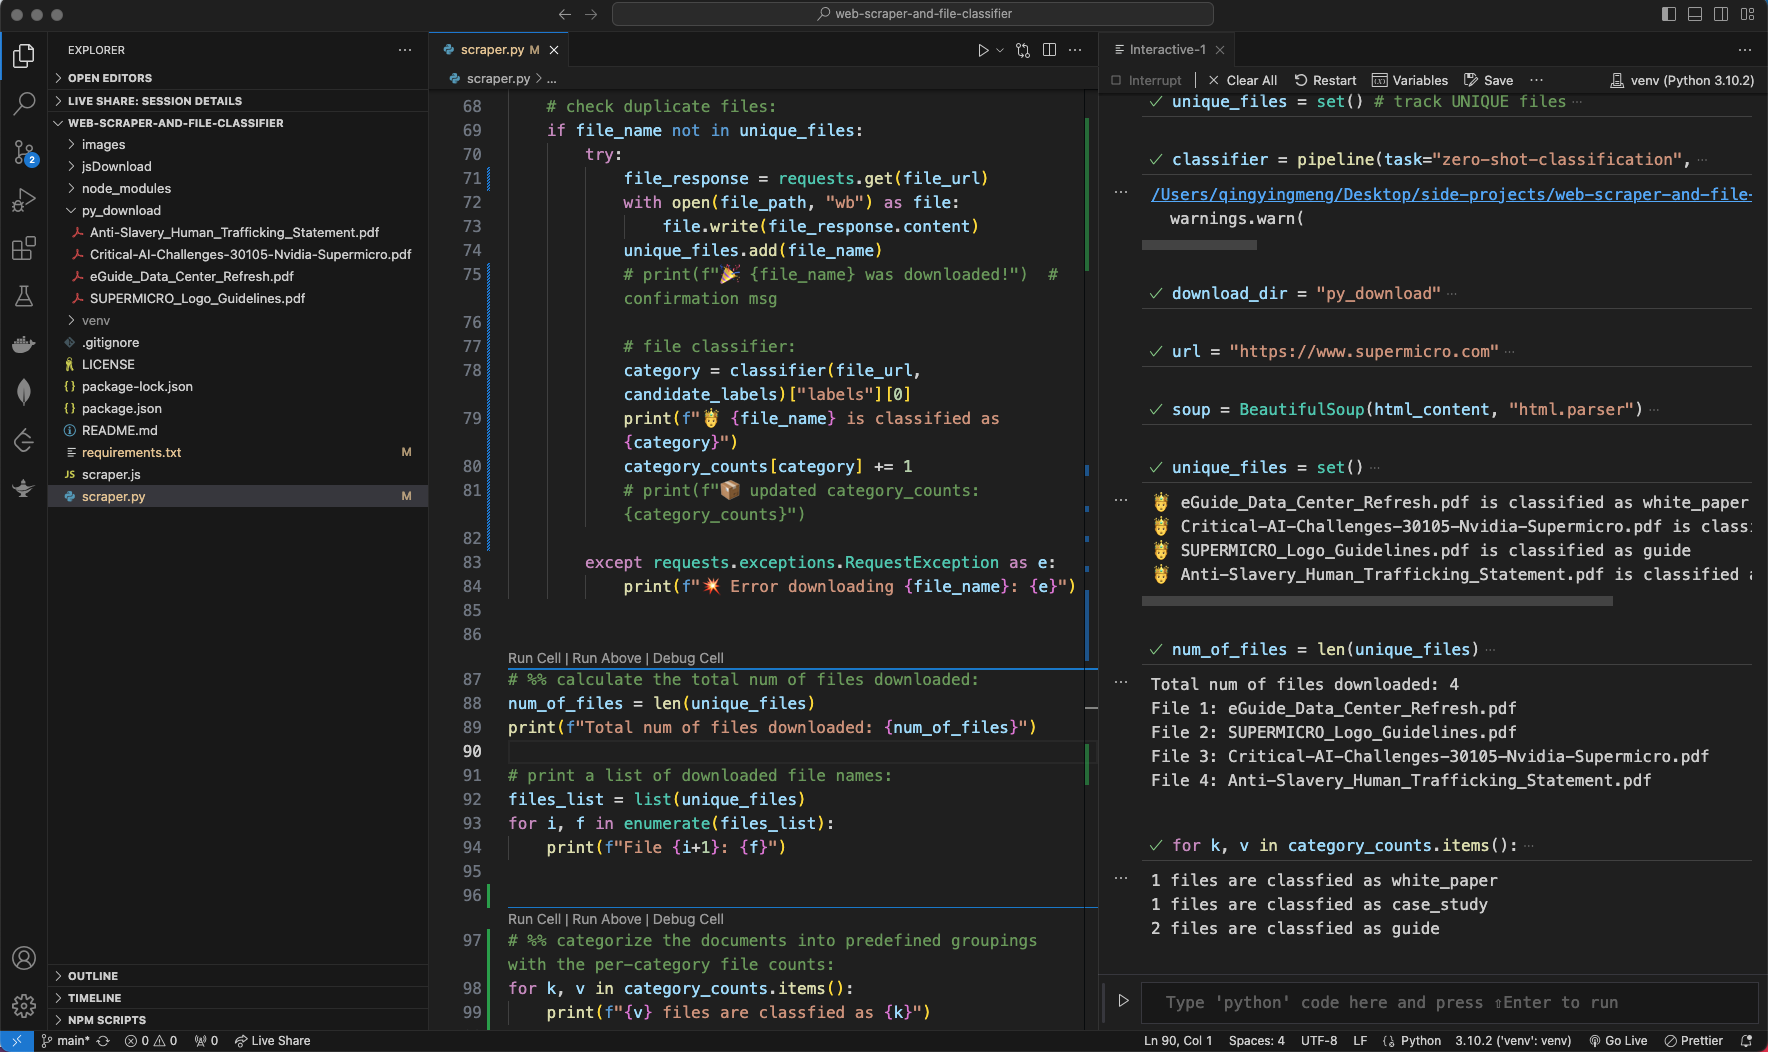 web-scraper-and-file-classifier
EXPLORER
OPEN EDITORS
LIVE SHARE: SESSION DETAILS
WEB-SCRAPER-AND-FILE-CLASSIFIER
images
jsDownload
node_modules
py_download
Anti-Slavery_Human_Trafficking_Statement.pdf
Critical-AI-Challenges-30105-Nvidia-Supermicro.pdf
eGuide_Data_Center_Refresh.pdf
SUPERMICRO_Logo_Guidelines.pdf
venv
.gitignore
LICENSE
{} package-lock.json
{} package.json
README.md
requirements.txt M
JS scraper.js
scraper.py M
OUTLINE
TIMELINE
NPM SCRIPTS
2
scraper.py M
scraper.py > ...
68 # check duplicate files:
69 if file_name not in unique_files:
70 try:
71 file_response = requests.get(file_url)
72 with open(file_path, "wb") as file:
73 file.write(file_response.content)
74 unique_files.add(file_name)
75 # print(f"🎉 {file_name} was downloaded!")  #
confirmation msg
76
77 # file classifier:
78 category = classifier(file_url,
candidate_labels)["labels"][0]
79 print(f"🤴 {file_name} is classified as
{category}")
80 category_counts[category] += 1
81 # print(f"📦 updated category_counts:
{category_counts}")
82
83 except requests.exceptions.RequestException as e:
84 print(f"💥 Error downloading {file_name}: {e}")
85
86
Run Cell | Run Above | Debug Cell
87 # %% calculate the total num of files downloaded:
88 num_of_files = len(unique_files)
89 print(f"Total num of files downloaded: {num_of_files}")
90
91 # print a list of downloaded file names:
92 files_list = list(unique_files)
93 for i, f in enumerate(files_list):
94 print(f"File {i+1}: {f}")
95
96
Run Cell | Run Above | Debug Cell
97 # %% categorize the documents into predefined groupings
with the per-category file counts:
98 for k, v in category_counts.items():
99 print(f"{v} files are classfied as {k}")
Interactive-1
Interrupt | Clear All Restart Variables Save ... venv (Python 3.10.2)
unique_files = set() # track UNIQUE files ...
classifier = pipeline(task="zero-shot-classification", ...
/Users/qingyingmeng/Desktop/side-projects/web-scraper-and-file-
warnings.warn(
download_dir = "py_download" ...
url = "https://www.supermicro.com" ...
soup = BeautifulSoup(html_content, "html.parser") ...
unique_files = set() ...
🤴 eGuide_Data_Center_Refresh.pdf is classified as white_paper
🤴 Critical-AI-Challenges-30105-Nvidia-Supermicro.pdf is classi
🤴 SUPERMICRO_Logo_Guidelines.pdf is classified as guide
🤴 Anti-Slavery_Human_Trafficking_Statement.pdf is classified
num_of_files = len(unique_files) ...
Total num of files downloaded: 4
File 1: eGuide_Data_Center_Refresh.pdf
File 2: SUPERMICRO_Logo_Guidelines.pdf
File 3: Critical-AI-Challenges-30105-Nvidia-Supermicro.pdf
File 4: Anti-Slavery_Human_Trafficking_Statement.pdf
for k, v in category_counts.items(): ...
1 files are classfied as white_paper
1 files are classfied as case_study
2 files are classfied as guide
Type 'python' code here and press ⇧Enter to run
main* 0 0 0 Live Share Ln 90, Col 1 Spaces: 4 UTF-8 LF Python 3.10.2 ('venv': venv) Go Live Prettier